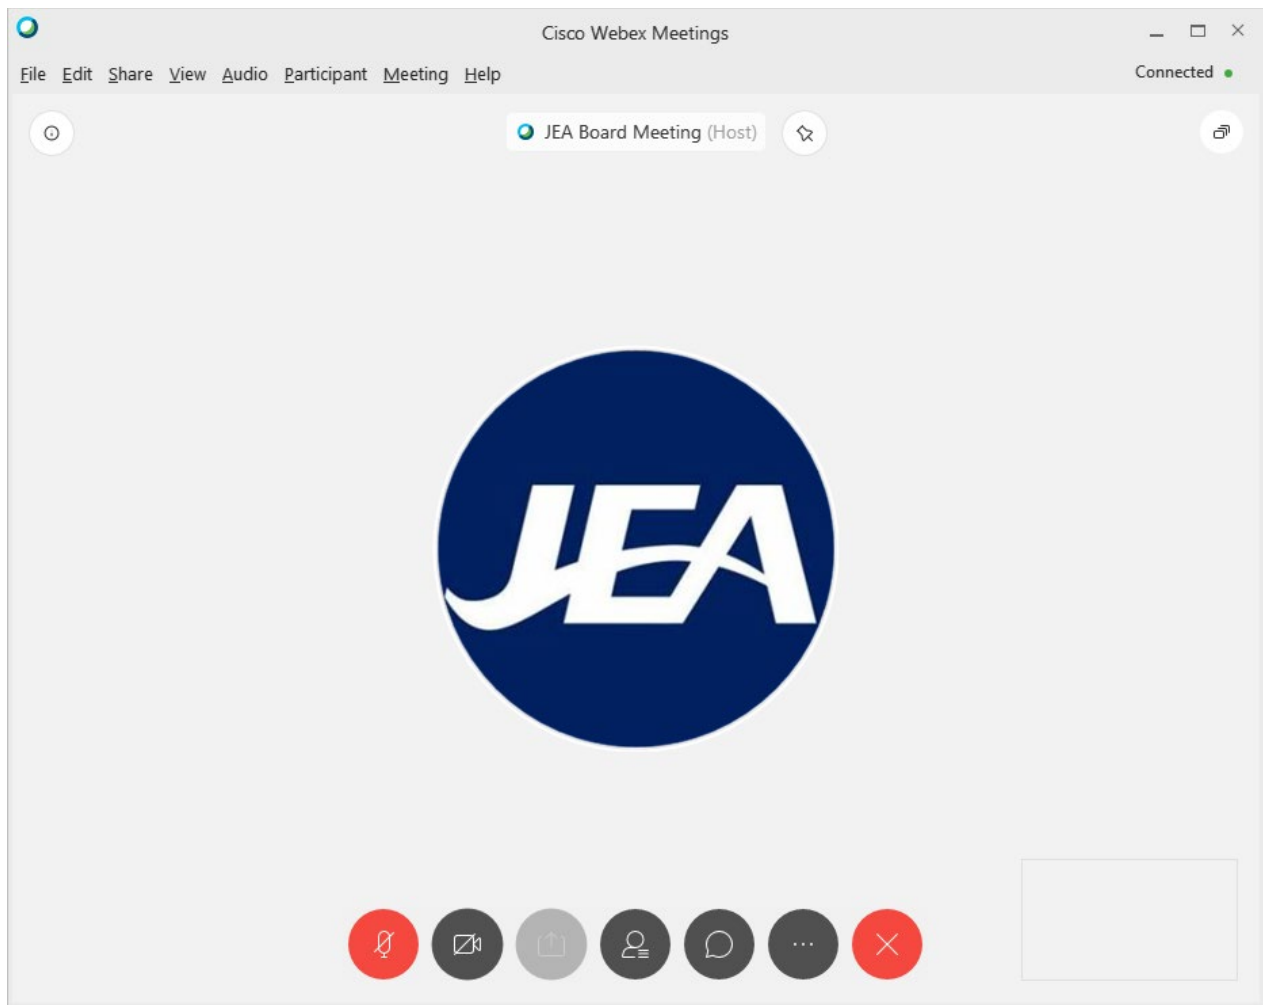 Cisco Webex Meetings
File Edit Share View Audio Participant Meeting Help
Connected
JEA Board Meeting (Host)
JEA